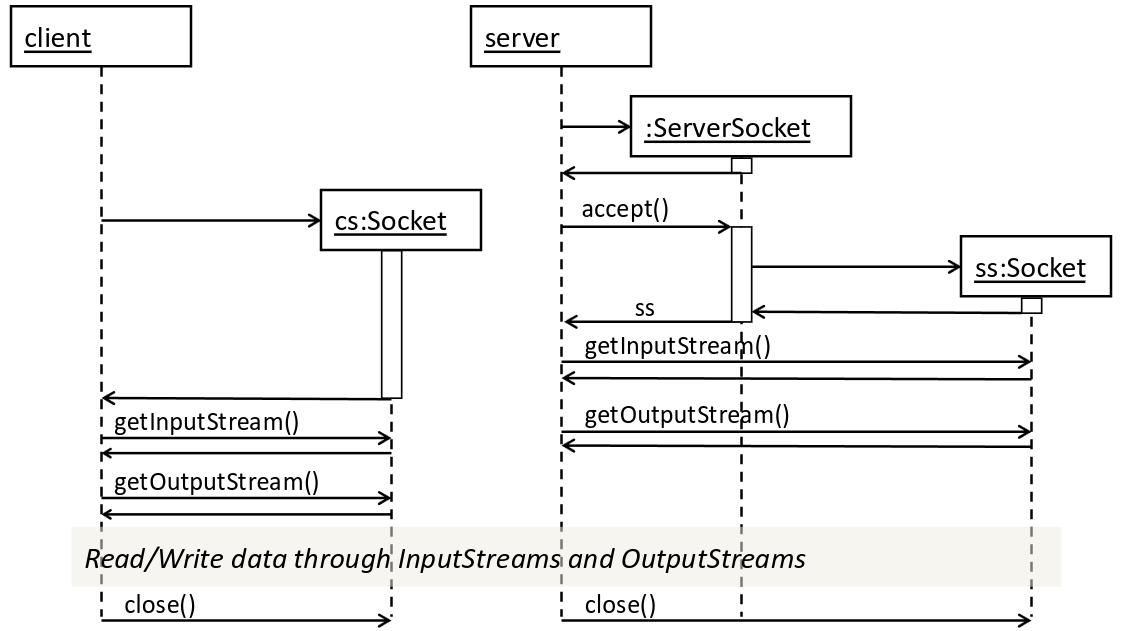 client
server
:ServerSocket
accept()
cs:Socket
ss:Socket
ss
getInputStream()
getOutputStream()
getInputStream()
getOutputStream()
Read/Write data through InputStreams and OutputStreams
close()
close()